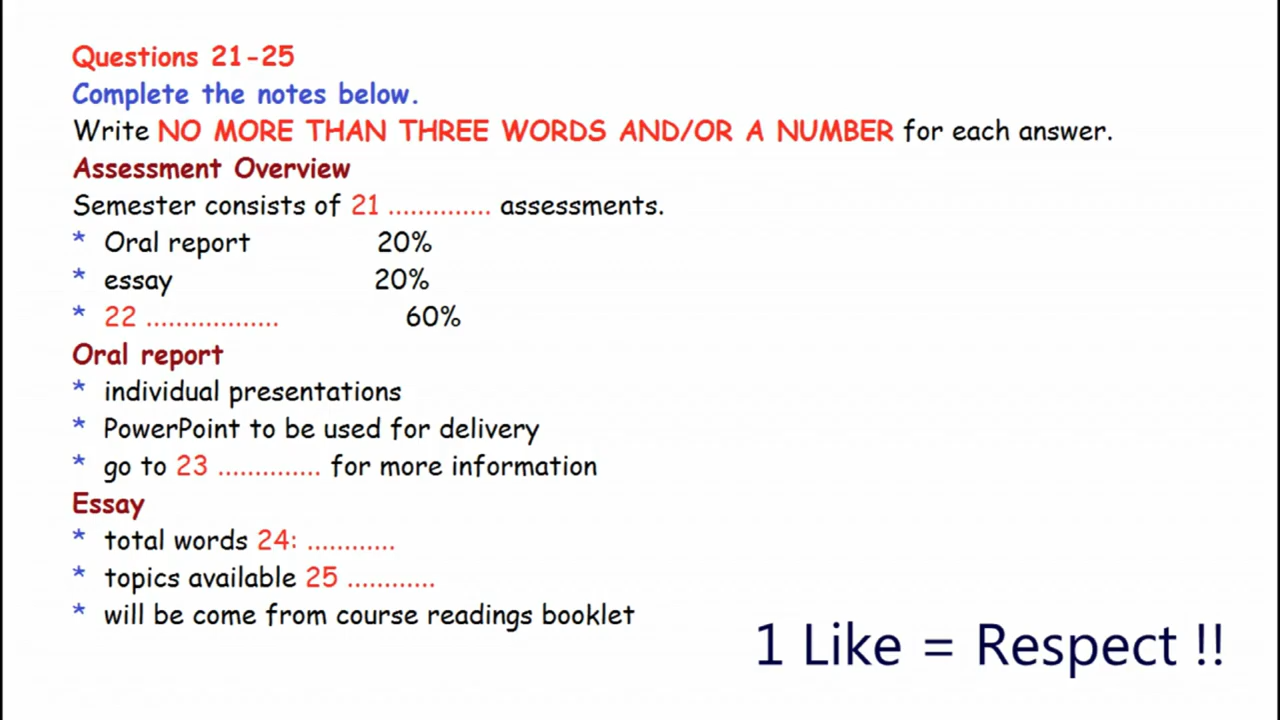 Questions 21-25
Complete the notes below.
Write NO MORE THAN THREE WORDS AND/OR A NUMBER for each answer.
Assessment Overview
Semester consists of 21 .............. assessments.
* Oral report 20%
* essay 20%
* 22 .................. 60%
Oral report
* individual presentations
* PowerPoint to be used for delivery
* go to 23 .............. for more information
Essay
* total words 24: ............
* topics available 25 ............
* will be come from course readings booklet
1 Like = Respect !!